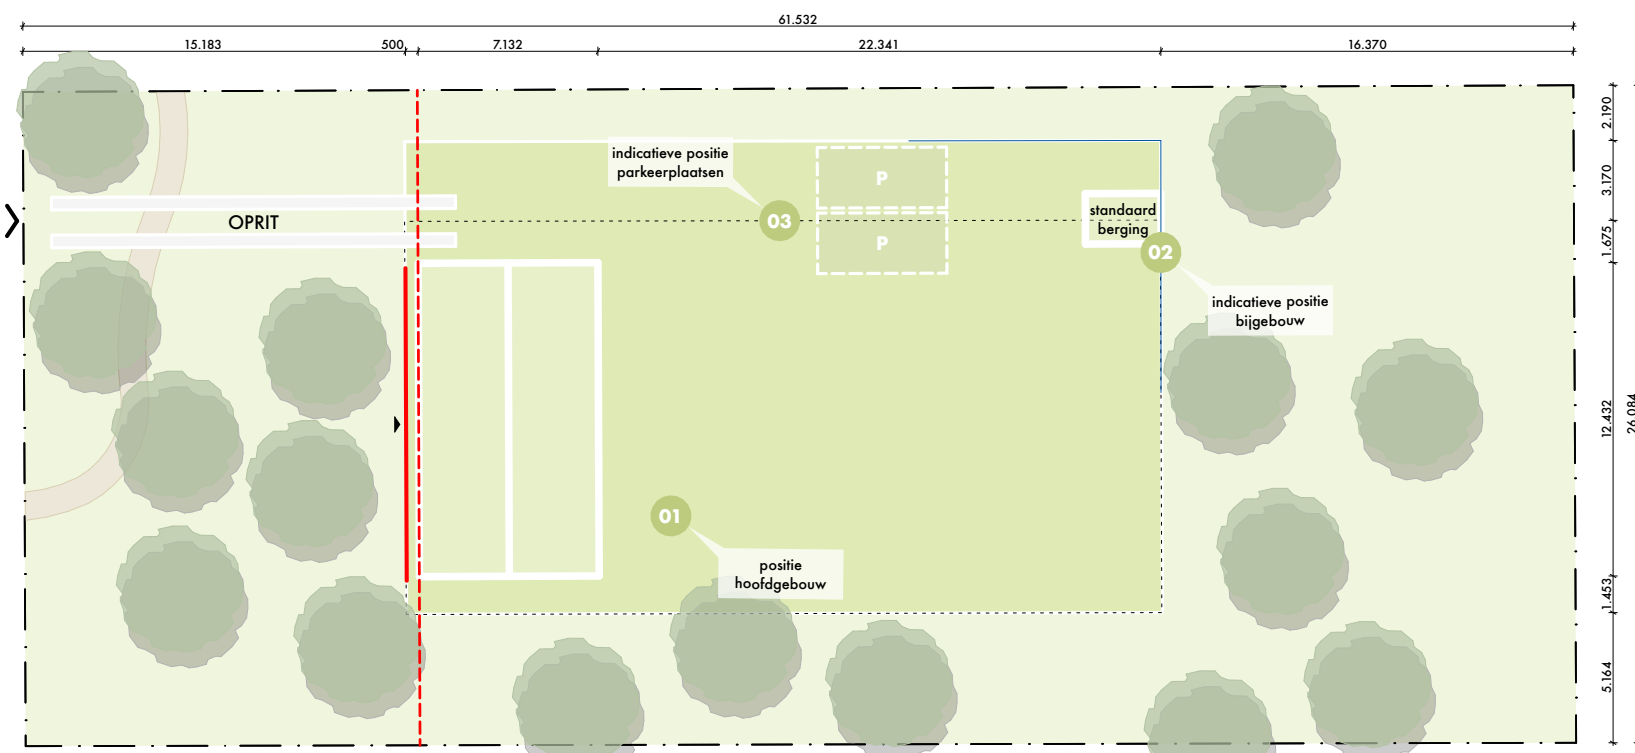 61.532
15.183 500 7.132 22.341 16.370
2.190
3.170
1.675
12.432
26.084
1.453
5.164
indicatieve positie
parkeerplaatsen
P
P
03
OPRIT
standaard
berging
02
indicatieve positie
bijgebouw
01
positie
hoofdgebouw